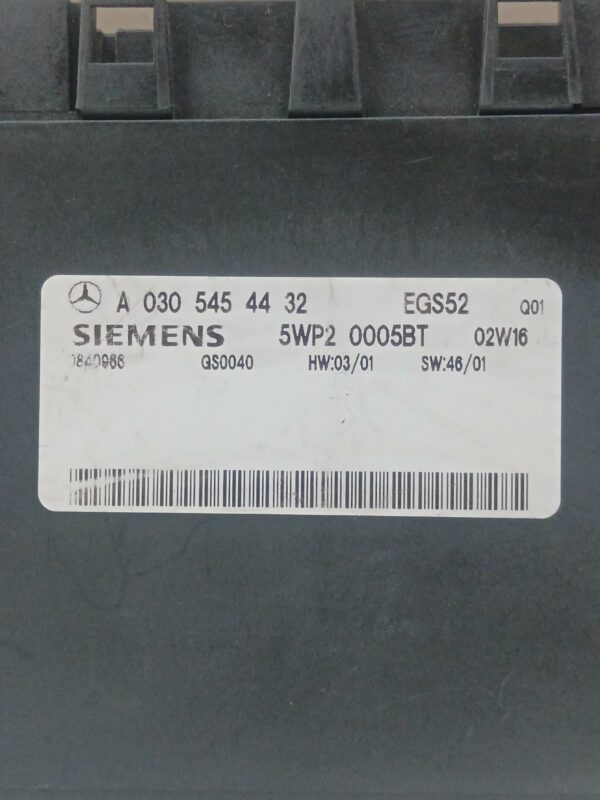 A 030 545 44 32 EGS52 Q01
SIEMENS 5WP2 0005BT 02W16
GS0040 HW:03/01 SW:46/01